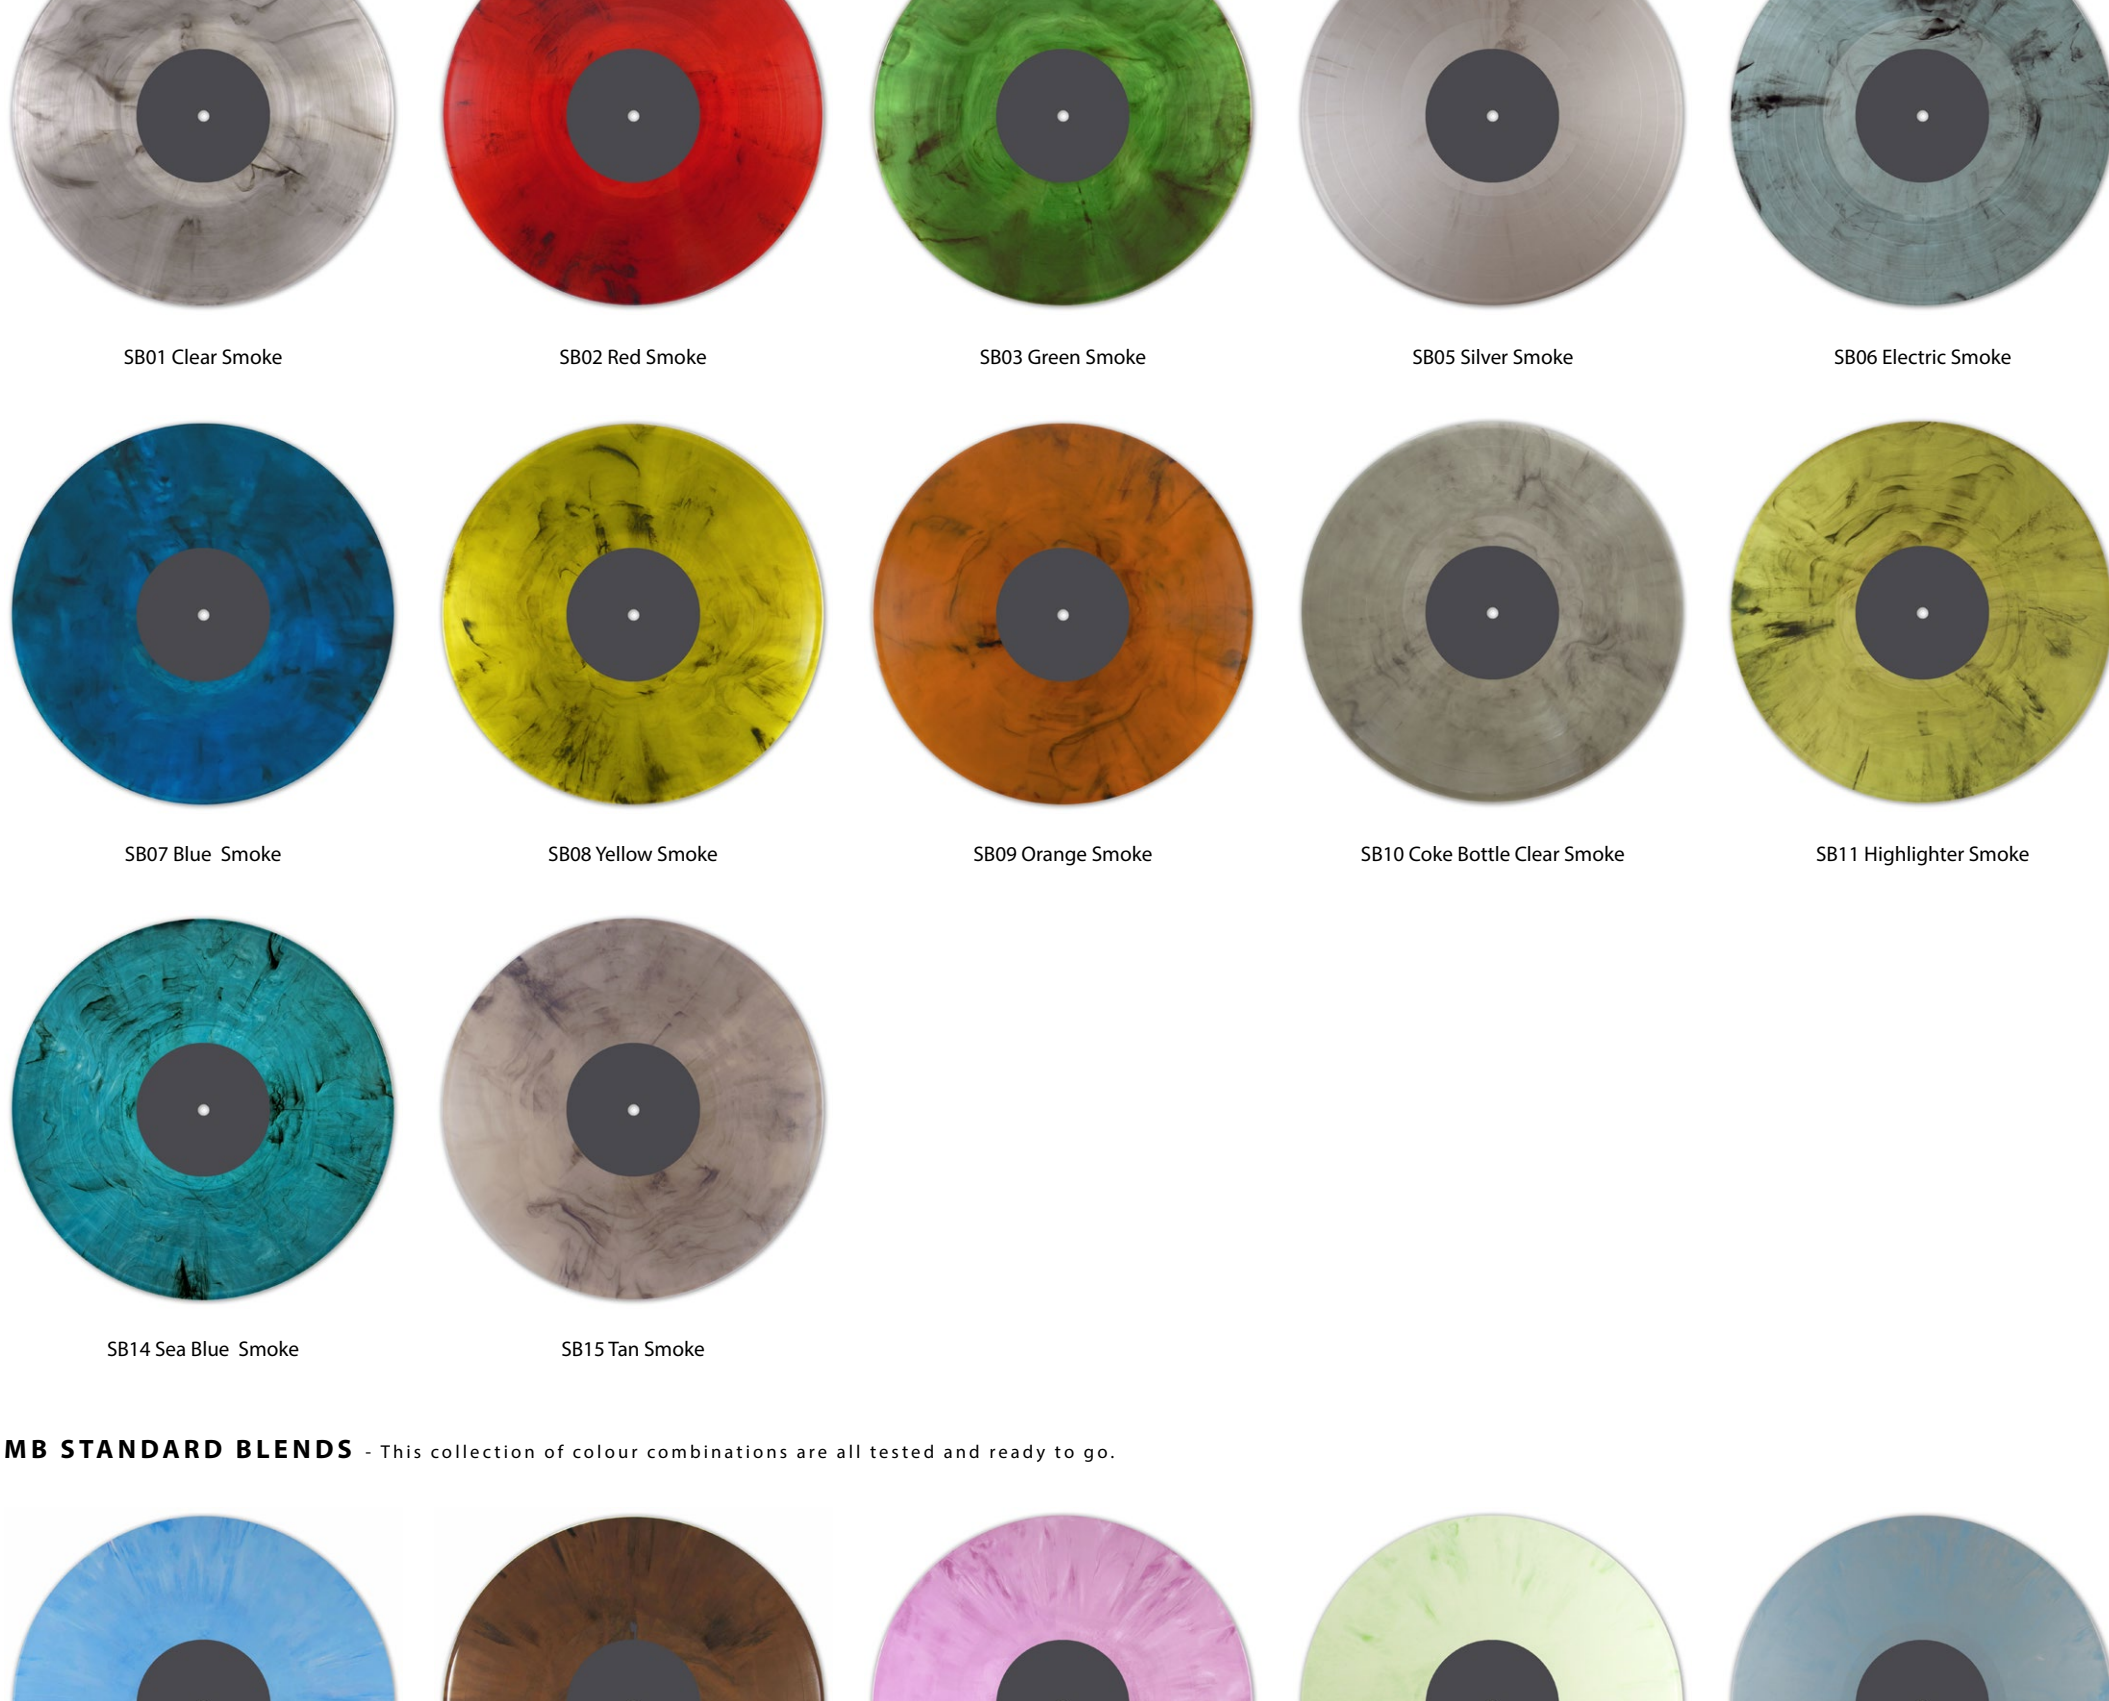 SB01 Clear Smoke
SB02 Red Smoke
SB03 Green Smoke
SB05 Silver Smoke
SB06 Electric Smoke
SB07 Blue  Smoke
SB08 Yellow Smoke
SB09 Orange Smoke
SB10 Coke Bottle Clear Smoke
SB11 Highlighter Smoke
SB14 Sea Blue  Smoke
SB15 Tan Smoke
MB STANDARD BLENDS - This collection of colour combinations are all tested and ready to go.